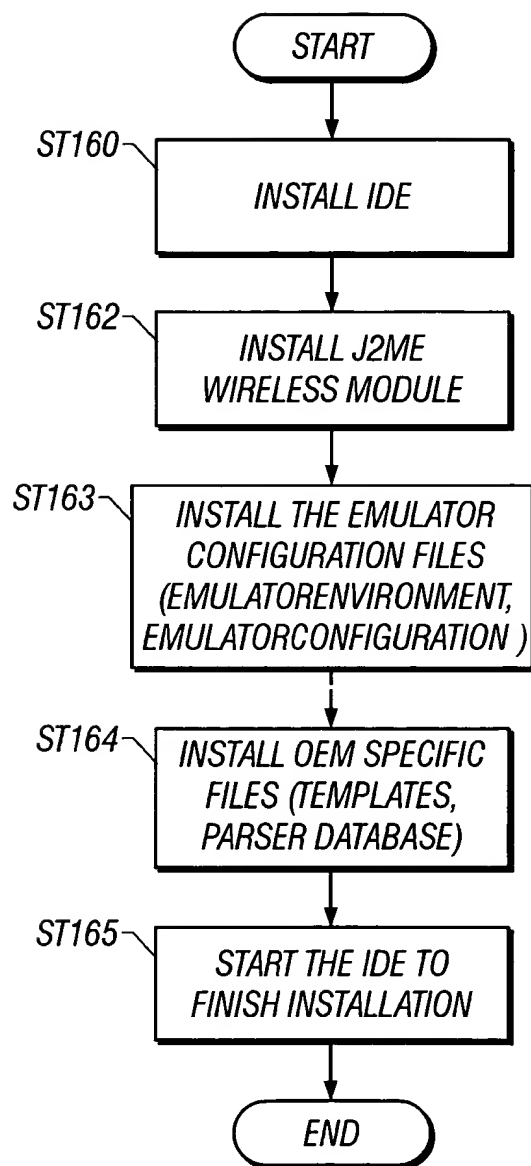 START
ST160
INSTALL IDE
ST162
INSTALL J2ME
WIRELESS MODULE
ST163
INSTALL THE EMULATOR
CONFIGURATION FILES
(EMULATORENVIRONMENT,
EMULATORCONFIGURATION )
ST164
INSTALL OEM SPECIFIC
FILES (TEMPLATES,
PARSER DATABASE)
ST165
START THE IDE TO
FINISH INSTALLATION
END